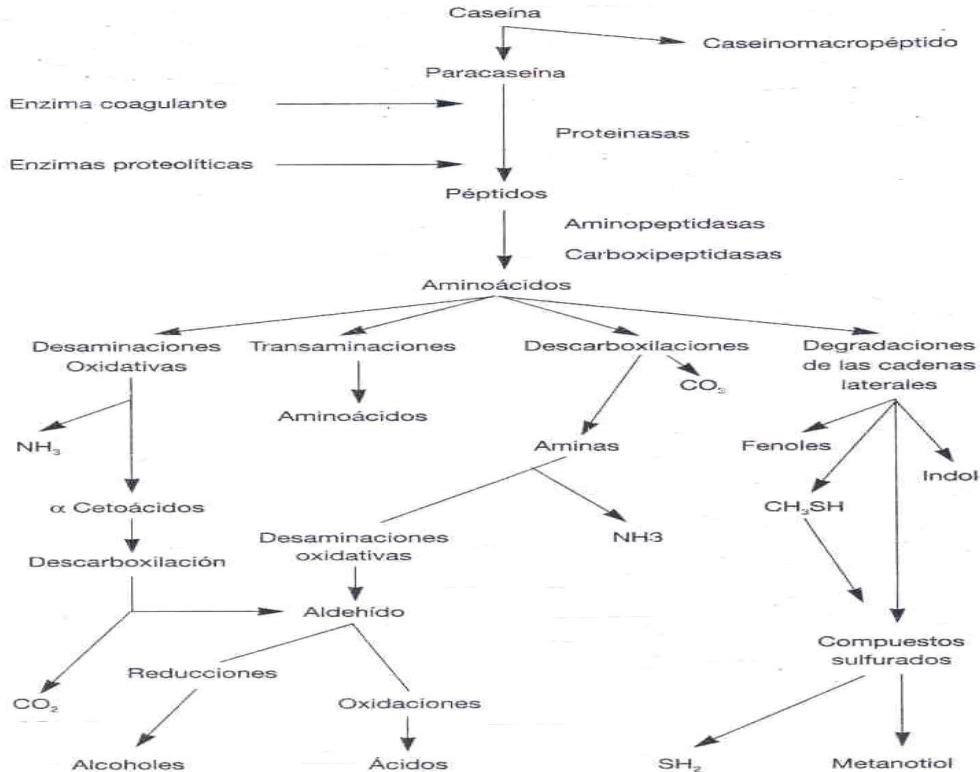 Caseína
Caseinomacropéptido
Paracaseína
Enzima coagulante
Proteinasas
Enzimas proteolíticas
Péptidos
Aminopeptidasas
Carboxipeptidasas
Aminoácidos
Desaminaciones
Oxidativas
Transaminaciones
Descarboxilaciones
Degradaciones
de las cadenas
laterales
CO₂
Aminoácidos
NH₃
Aminas
Fenoles
Indol
α Cetoácidos
CH₃SH
Desaminaciones
oxidativas
NH3
Descarboxilación
Aldehído
Compuestos
sulfurados
Reducciones
CO₂
Oxidaciones
Alcoholes
Ácidos
SH₂
Metanotiol